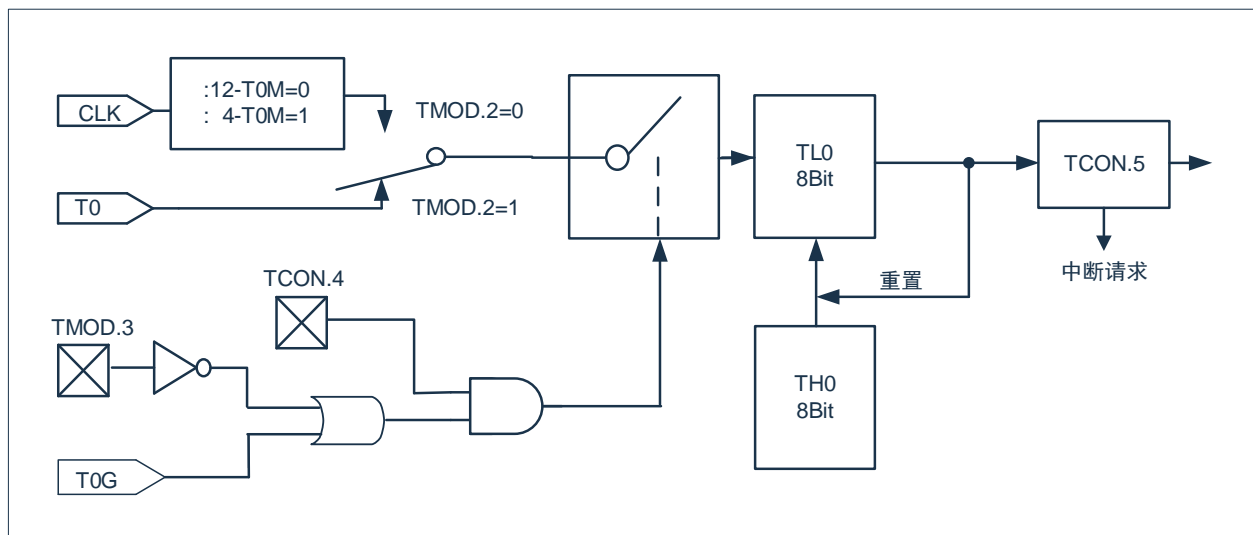 :12-T0M=0
: 4-T0M=1
CLK
TMOD.2=0
T0
TMOD.2=1
TL0
8Bit
TCON.5
中断请求
重置
TCON.4
TMOD.3
T0G
TH0
8Bit